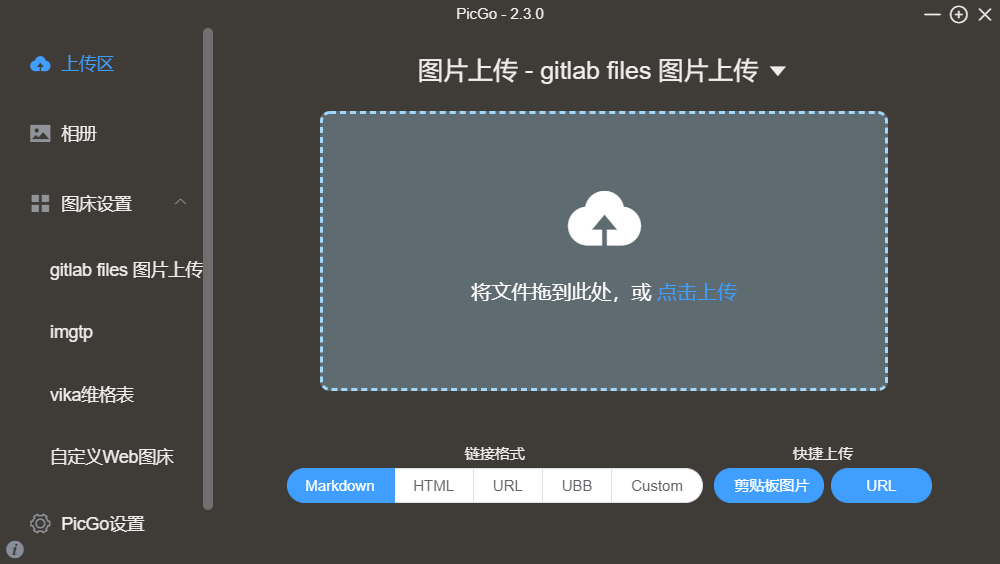 PicGo - 2.3.0
上传区
相册
图床设置
gitlab files 图片上传
imgtp
vika维格表
自定义Web图床
PicGo设置
图片上传 - gitlab files 图片上传
将文件拖到此处，或 点击上传
链接格式
Markdown HTML URL UBB Custom
快捷上传
剪贴板图片 URL